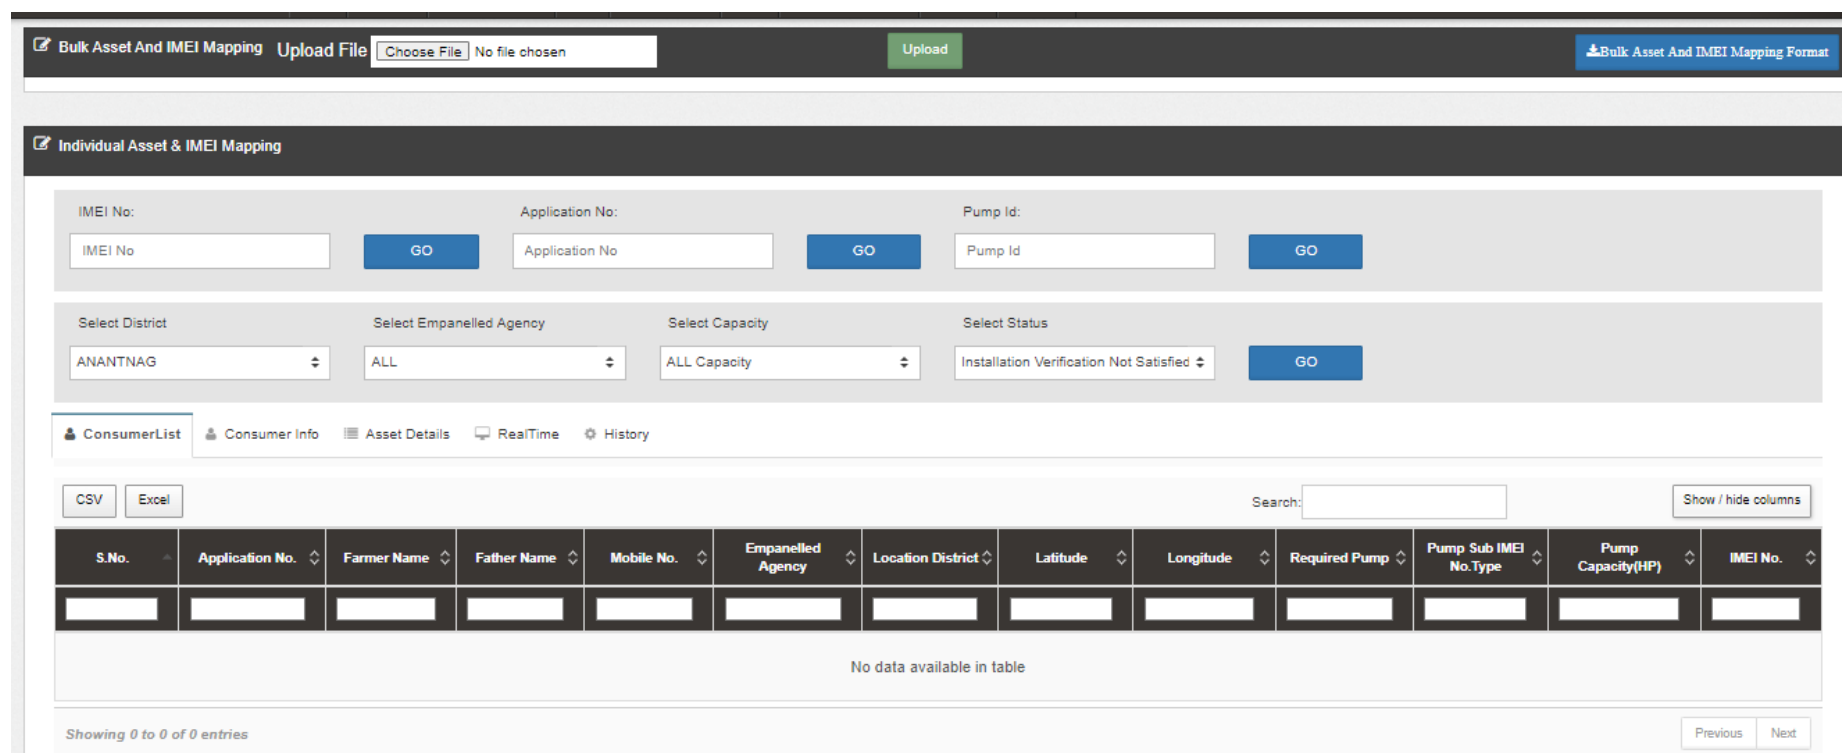 Bulk Asset And IMEI Mapping Upload File Choose File No file chosen Upload Bulk Asset And IMEI Mapping Format
Individual Asset & IMEI Mapping
IMEI No: Application No: Pump Id:
IMEI No GO Application No GO Pump Id GO
Select District Select Empanelled Agency Select Capacity Select Status
ANANTNAG ALL ALL Capacity Installation Verification Not Satisfied GO
ConsumerList Consumer Info Asset Details RealTime History
CSV Excel Search: Show / hide columns
S.No. Application No. Farmer Name Father Name Mobile No. Empanelled Agency Location District Latitude Longitude Required Pump Pump Sub IMEI No.Type Pump Capacity(HP) IMEI No.
No data available in table
Showing 0 to 0 of 0 entries Previous Next